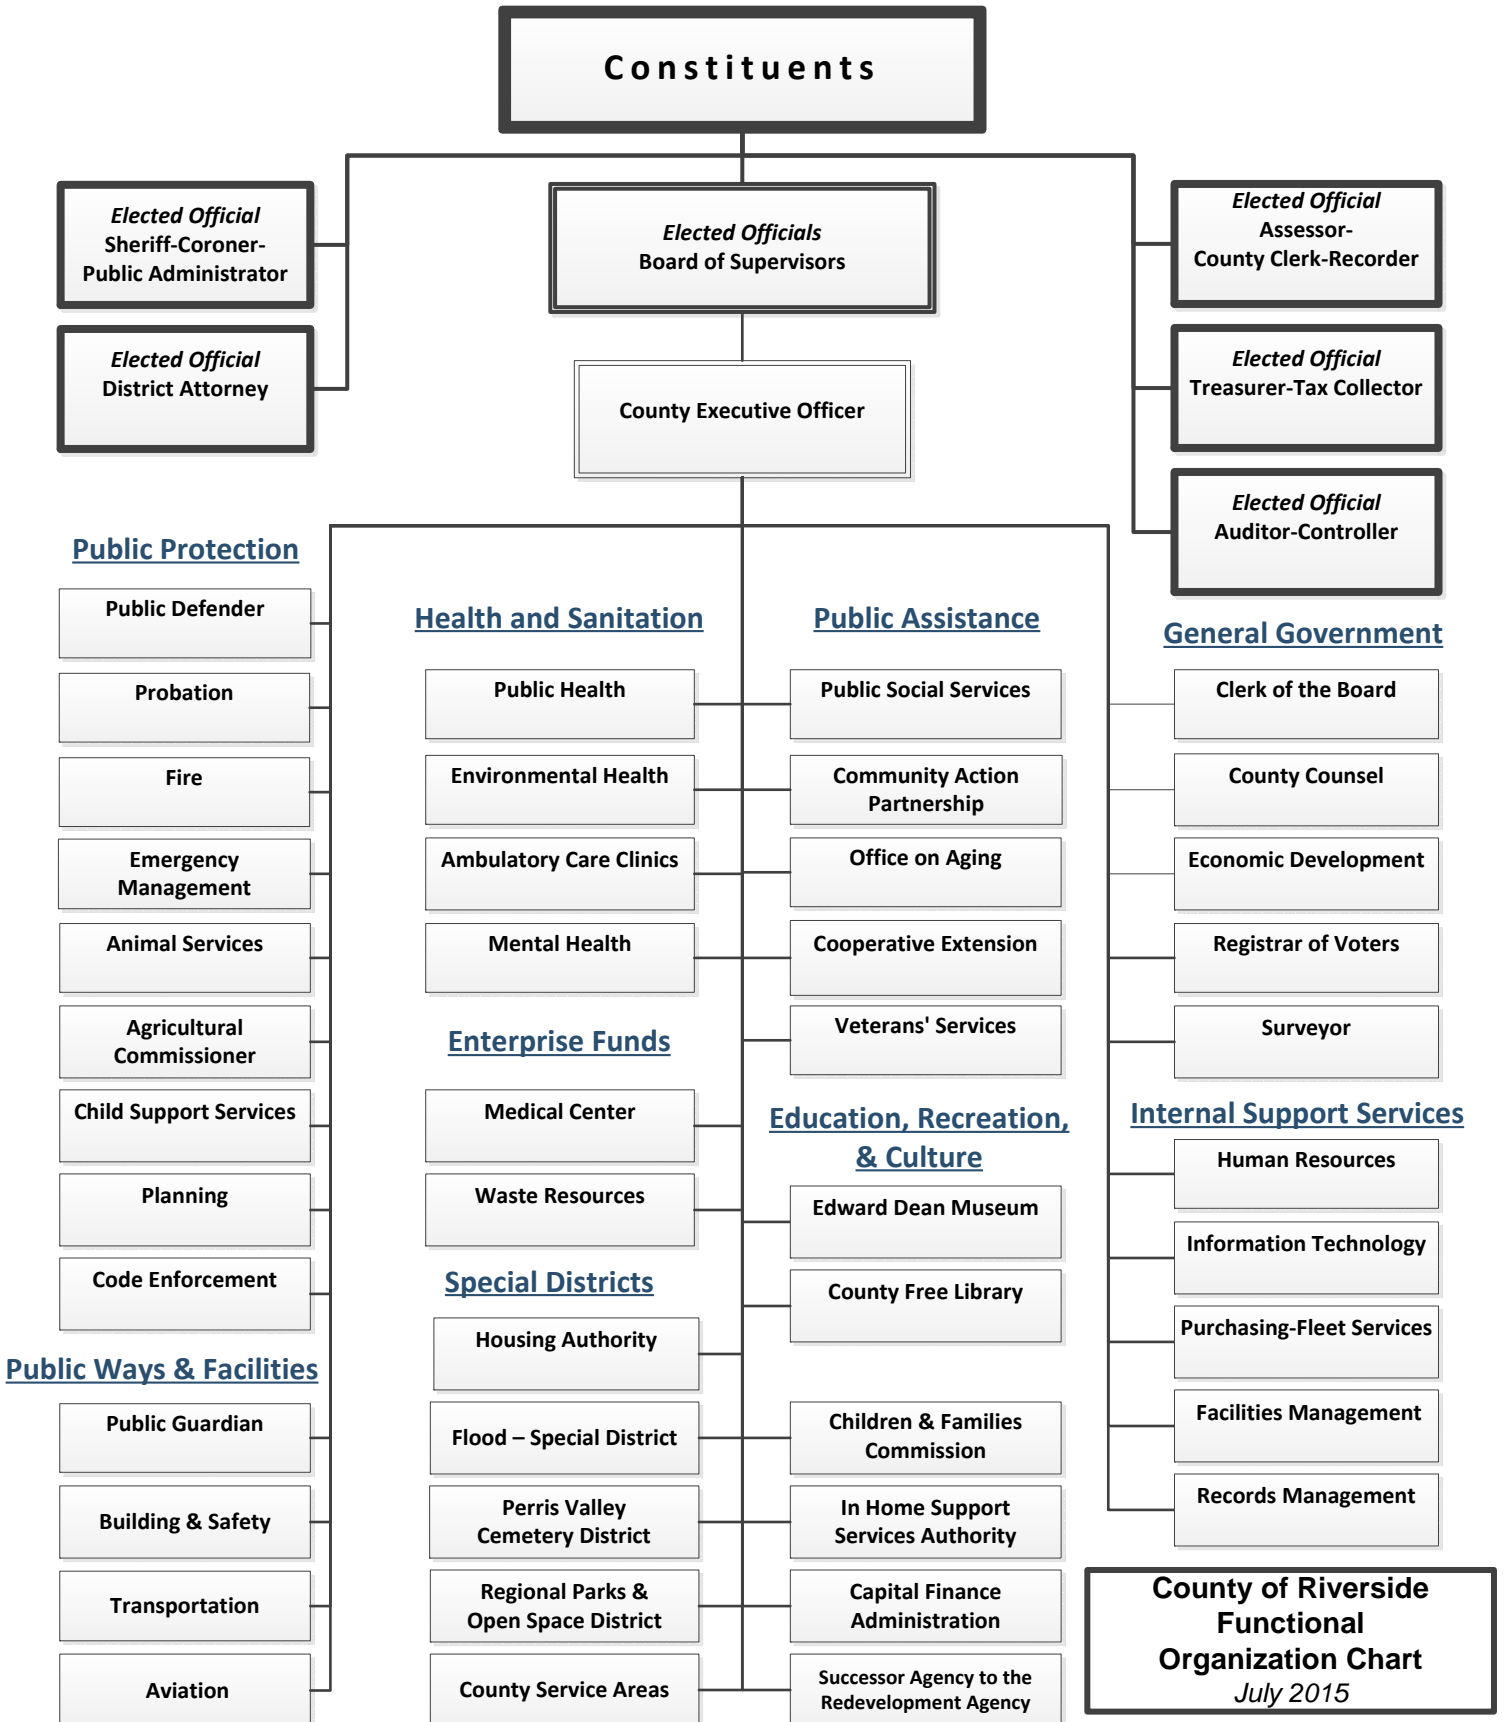 Constituents
Elected Official
Sheriff-Coroner-
Public Administrator
Elected Official
District Attorney
Elected Officials
Board of Supervisors
County Executive Officer
Elected Official
Assessor-
County Clerk-Recorder
Elected Official
Treasurer-Tax Collector
Elected Official
Auditor-Controller
Public Protection
Public Defender
Probation
Fire
Emergency
Management
Animal Services
Agricultural
Commissioner
Child Support Services
Planning
Code Enforcement
Public Ways & Facilities
Public Guardian
Building & Safety
Transportation
Aviation
Health and Sanitation
Public Health
Environmental Health
Ambulatory Care Clinics
Mental Health
Enterprise Funds
Medical Center
Waste Resources
Special Districts
Housing Authority
Flood – Special District
Perris Valley
Cemetery District
Regional Parks &
Open Space District
County Service Areas
Public Assistance
Public Social Services
Community Action
Partnership
Office on Aging
Cooperative Extension
Veterans' Services
Education, Recreation,
& Culture
Edward Dean Museum
County Free Library
Children & Families
Commission
In Home Support
Services Authority
Capital Finance
Administration
Successor Agency to the
Redevelopment Agency
General Government
Clerk of the Board
County Counsel
Economic Development
Registrar of Voters
Surveyor
Internal Support Services
Human Resources
Information Technology
Purchasing-Fleet Services
Facilities Management
Records Management
County of Riverside
Functional
Organization Chart
July 2015